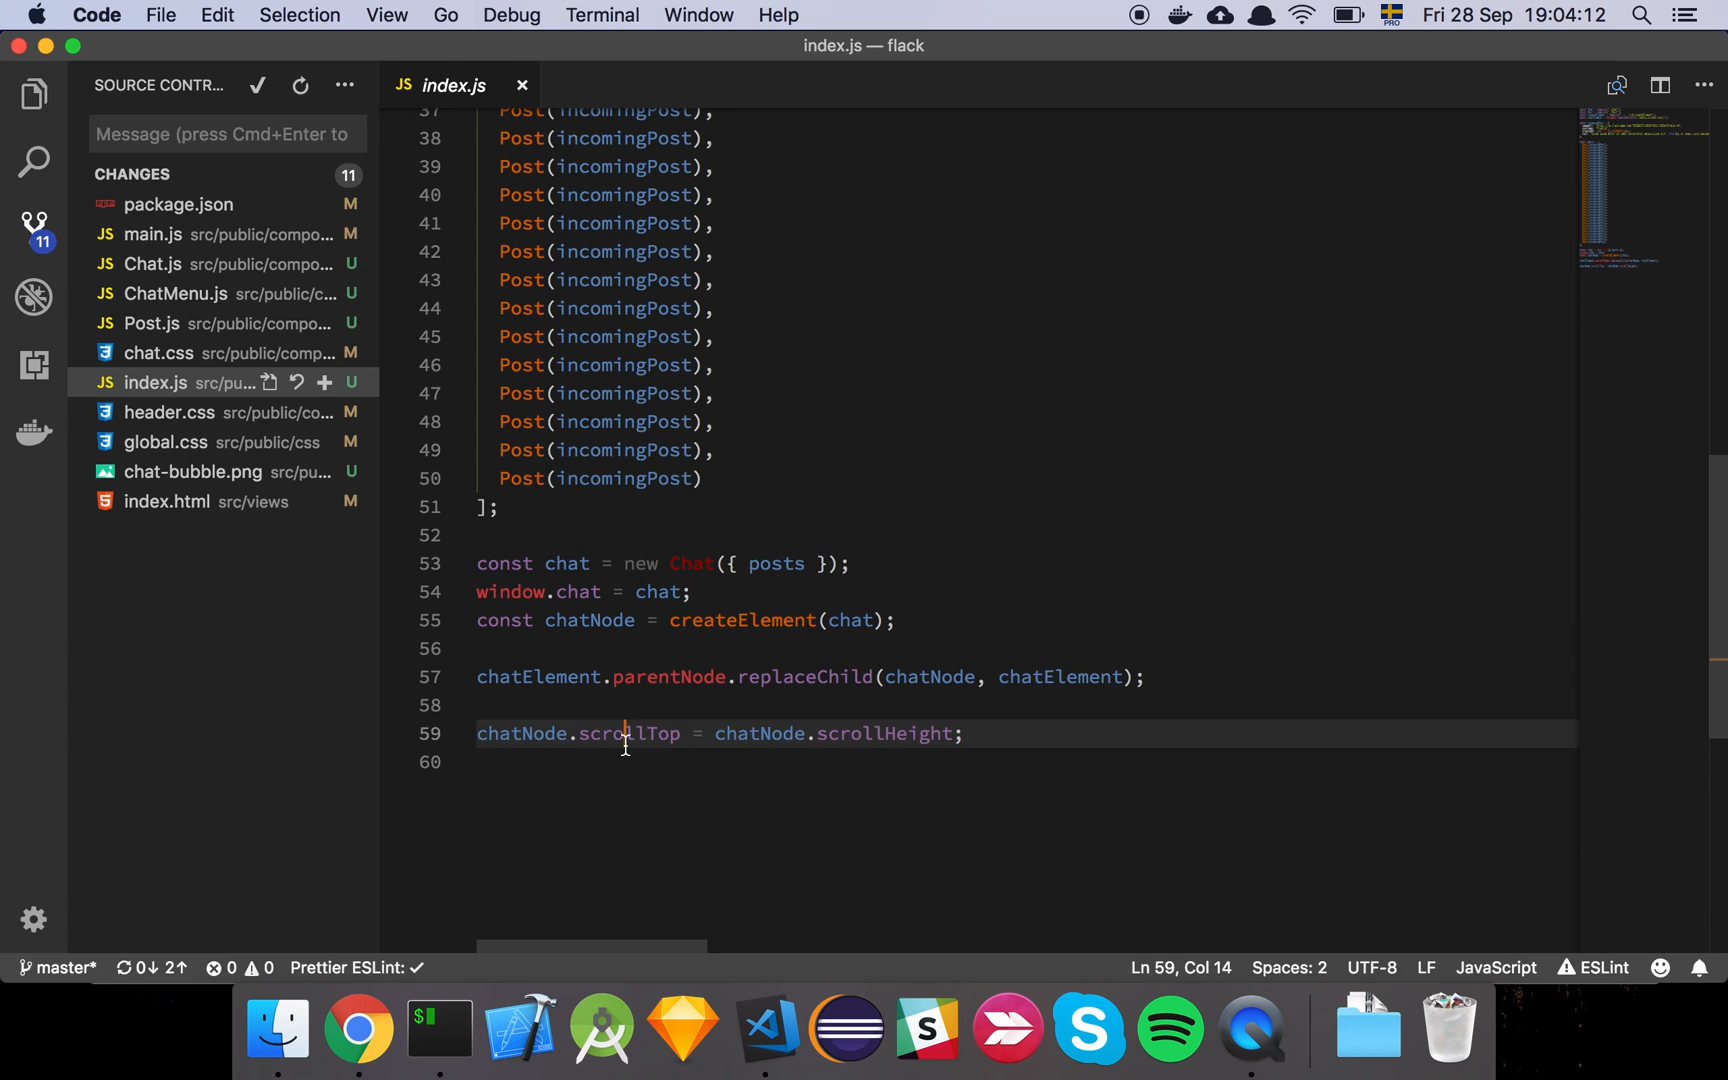 Code File Edit Selection View Go Debug Terminal Window Help PRO Fri 28 Sep 19:04:12
index.js — flack
SOURCE CONTR...
JS index.js
Message (press Cmd+Enter to
CHANGES 11
package.json M
JS main.js src/public/compo... M
11
JS Chat.js src/public/compo... U
JS ChatMenu.js src/public/c... U
JS Post.js src/public/compo... U
chat.css src/public/comp... M
JS index.js src/pu... U
header.css src/public/co... M
global.css src/public/css M
chat-bubble.png src/pu... U
5 index.html src/views M
37 Post(incomingPost),
38 Post(incomingPost),
39 Post(incomingPost),
40 Post(incomingPost),
41 Post(incomingPost),
42 Post(incomingPost),
43 Post(incomingPost),
44 Post(incomingPost),
45 Post(incomingPost),
46 Post(incomingPost),
47 Post(incomingPost),
48 Post(incomingPost),
49 Post(incomingPost),
50 Post(incomingPost)
51 ];
52
53 const chat = new Chat({ posts });
54 window.chat = chat;
55 const chatNode = createElement(chat);
56
57 chatElement.parentNode.replaceChild(chatNode, chatElement);
58
59 chatNode.scrollTop = chatNode.scrollHeight;
60
master* 0↓ 2↑ 0 0 Prettier ESLint: ✓ Ln 59, Col 14 Spaces: 2 UTF-8 LF JavaScript ESLint
$
S
S